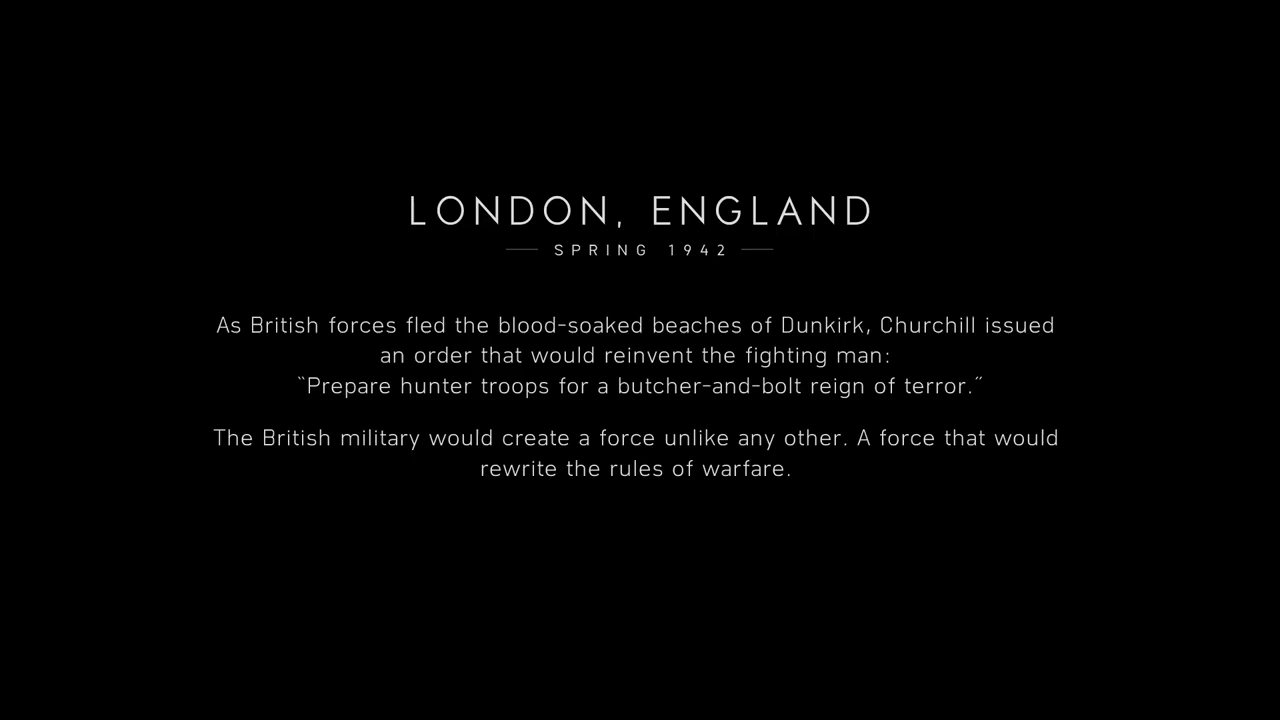 LONDON, ENGLAND
SPRING 1942
As British forces fled the blood-soaked beaches of Dunkirk, Churchill issued
an order that would reinvent the fighting man:
‶Prepare hunter troops for a butcher-and-bolt reign of terror.″
The British military would create a force unlike any other. A force that would
rewrite the rules of warfare.